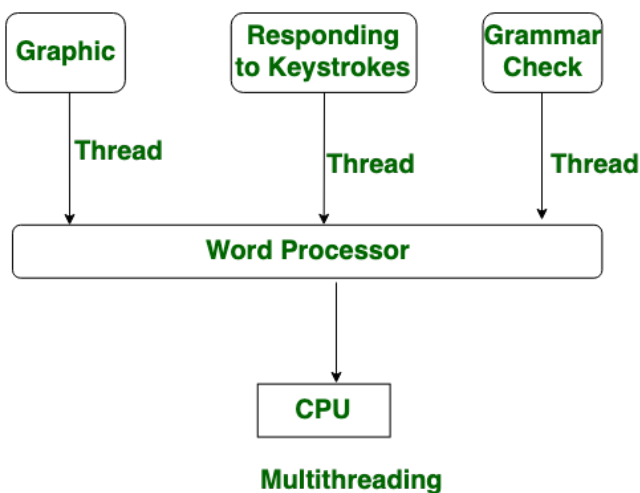 Graphic
Responding
to Keystrokes
Grammar
Check
Thread
Thread
Thread
Word Processor
CPU
Multithreading